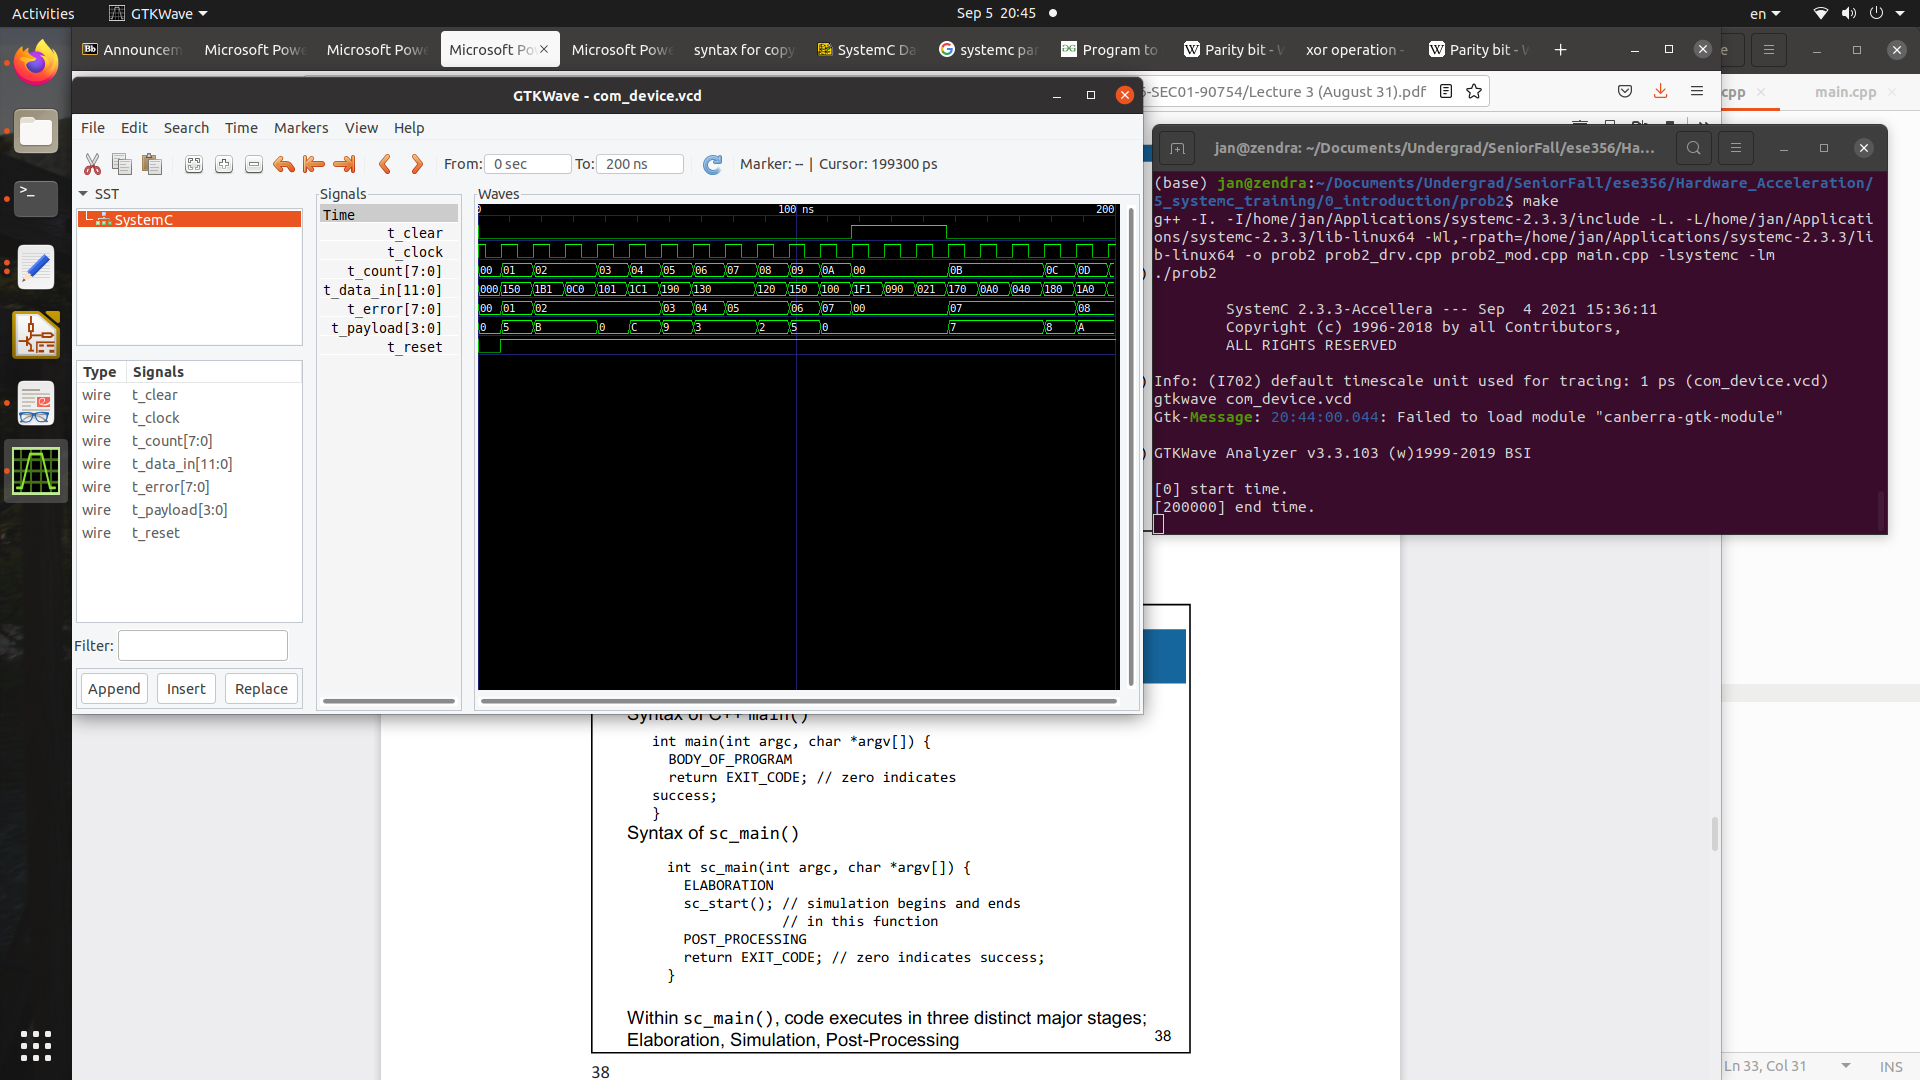 Activities
GTKWave
Sep 5 20:45
en
Announcem
Microsoft Pow
Microsoft Pow
Microsoft Po
Microsoft Pow
syntax for copy
SystemC Da
systemc par
Program to
Parity bit - W
xor operation -
Parity bit - W
-SEC01-90754/Lecture 3 (August 31).pdf
cpp
main.cpp
GTKWave - com_device.vcd
File Edit Search Time Markers View Help
From: 0 sec To: 200 ns Marker: -- | Cursor: 199300 ps
SST
SystemC
Type Signals
wire t_clear
wire t_clock
wire t_count[7:0]
wire t_data_in[11:0]
wire t_error[7:0]
wire t_payload[3:0]
wire t_reset
Filter:
Append Insert Replace
Signals
Time
t_clear
t_clock
t_count[7:0]
t_data_in[11:0]
t_error[7:0]
t_payload[3:0]
t_reset
Waves
0 100 ns 200
00 01 02 03 04 05 06 07 08 09 0A 00 0B 0C 0D
000 150 1B1 0C0 101 1C1 190 130 120 150 100 1F1 090 021 170 0A0 040 180 1A0
00 01 02 03 04 05 06 07 00 07 08
0 5 B 0 C 9 3 2 5 0 7 8 A
jan@zendra: ~/Documents/Undergrad/SeniorFall/ese356/Ha...
(base) jan@zendra:~/Documents/Undergrad/SeniorFall/ese356/Hardware_Acceleration/
5_systemc_training/0_introduction/prob2$ make
g++ -I. -I/home/jan/Applications/systemc-2.3.3/include -L. -L/home/jan/Applicati
ons/systemc-2.3.3/lib-linux64 -Wl,-rpath=/home/jan/Applications/systemc-2.3.3/li
b-linux64 -o prob2 prob2_drv.cpp prob2_mod.cpp main.cpp -lsystemc -lm
./prob2
SystemC 2.3.3-Accellera --- Sep  4 2021 15:36:11
Copyright (c) 1996-2018 by all Contributors,
ALL RIGHTS RESERVED
Info: (I702) default timescale unit used for tracing: 1 ps (com_device.vcd)
gtkwave com_device.vcd
Gtk-Message: 20:44:00.044: Failed to load module "canberra-gtk-module"
GTKWave Analyzer v3.3.103 (w)1999-2019 BSI
[0] start time.
[200000] end time.
Syntax of C++ main()
int main(int argc, char *argv[]) {
BODY_OF_PROGRAM
return EXIT_CODE; // zero indicates
success;
}
Syntax of sc_main()
int sc_main(int argc, char *argv[]) {
ELABORATION
sc_start(); // simulation begins and ends
// in this function
POST_PROCESSING
return EXIT_CODE; // zero indicates success;
}
Within sc_main(), code executes in three distinct major stages;
Elaboration, Simulation, Post-Processing
38
38
Ln 33, Col 31
INS